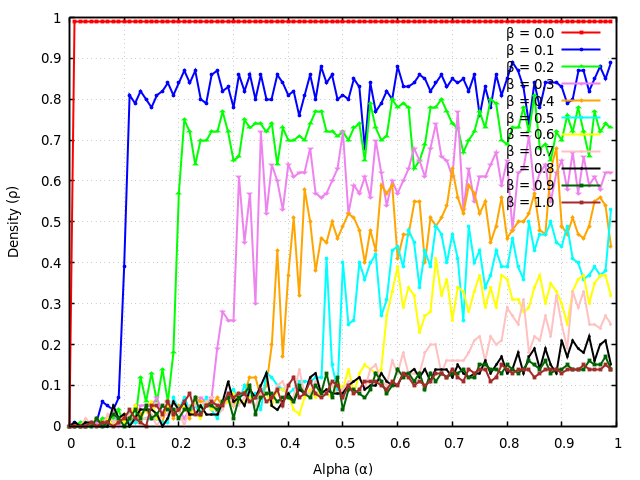 1
0.9
0.8
0.7
0.6
0.5
0.4
0.3
0.2
0.1
0
Density (ρ)
β = 0.0
β = 0.1
β = 0.2
β = 0.3
β = 0.4
β = 0.5
β = 0.6
β = 0.7
β = 0.8
β = 0.9
β = 1.0
0 0.1 0.2 0.3 0.4 0.5 0.6 0.7 0.8 0.9 1
Alpha (α)